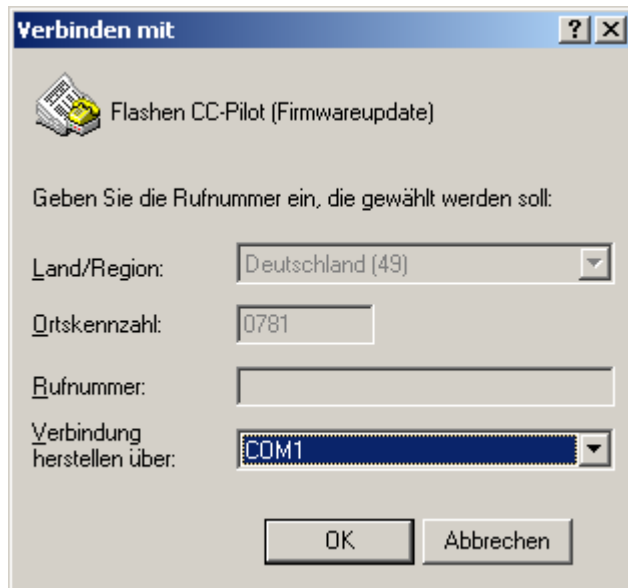 Verbinden mit
Flashen CC-Pilot (Firmwareupdate)
Geben Sie die Rufnummer ein, die gewählt werden soll:
Land/Region: Deutschland (49)
Ortskennzahl: 0781
Rufnummer:
Verbindung
herstellen über: COM1
OK Abbrechen